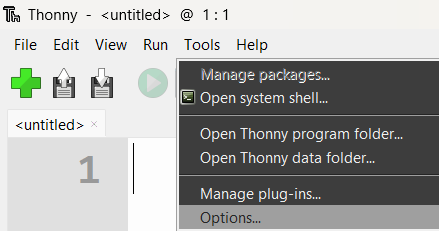 Thonny - <untitled> @ 1 : 1
File Edit View Run Tools Help
Manage packages...
Open system shell...
<untitled> ×
Open Thonny program folder...
Open Thonny data folder...
1
Manage plug-ins...
Options...